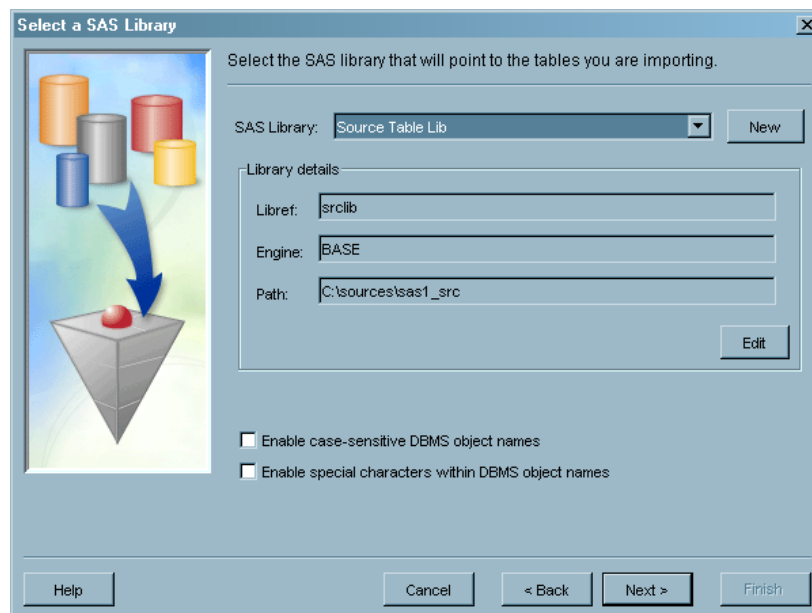 Select a SAS Library
Select the SAS library that will point to the tables you are importing.
SAS Library: Source Table Lib New
Library details
Libref: srclib
Engine: BASE
Path: C:\sources\sas1_src
Edit
Enable case-sensitive DBMS object names
Enable special characters within DBMS object names
Help Cancel < Back Next > Finish